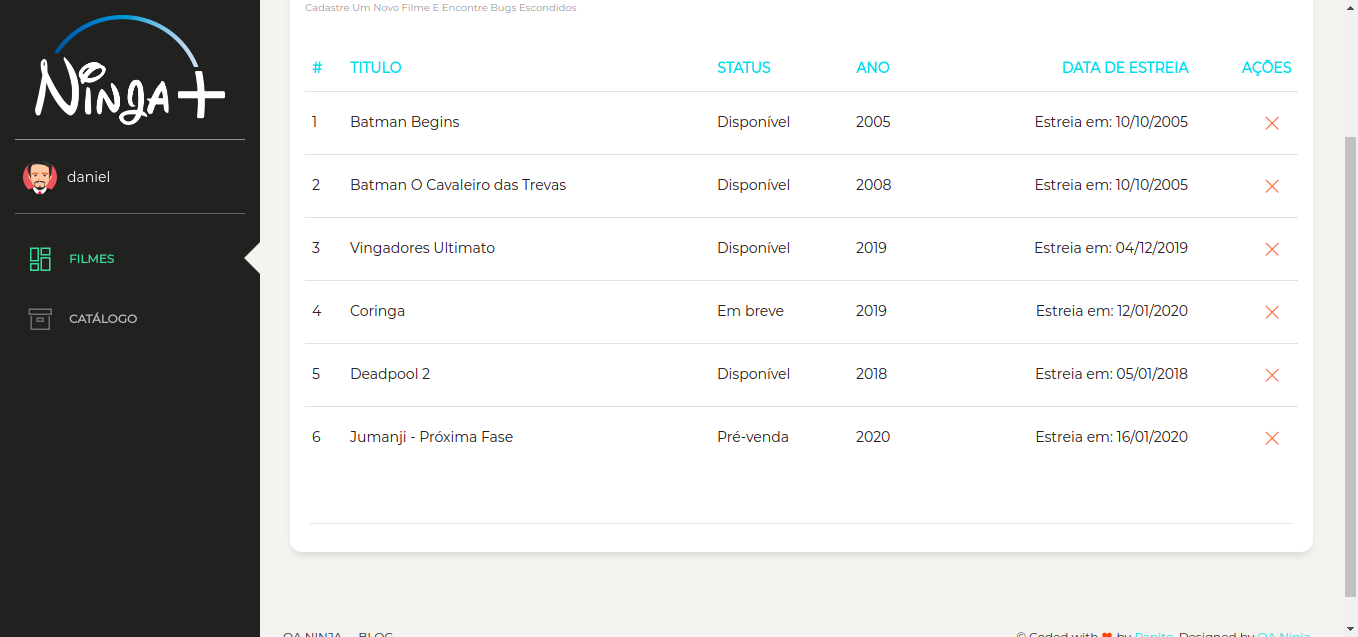 Ninja+
daniel
FILMES
CATÁLOGO
Cadastre Um Novo Filme E Encontre Bugs Escondidos
# TITULO STATUS ANO DATA DE ESTREIA AÇÕES
1 Batman Begins Disponível 2005 Estreia em: 10/10/2005
2 Batman O Cavaleiro das Trevas Disponível 2008 Estreia em: 10/10/2005
3 Vingadores Ultimato Disponível 2019 Estreia em: 04/12/2019
4 Coringa Em breve 2019 Estreia em: 12/01/2020
5 Deadpool 2 Disponível 2018 Estreia em: 05/01/2018
6 Jumanji - Próxima Fase Pré-venda 2020 Estreia em: 16/01/2020
QA NINJA BLOG © Coded with ♥ by Papito, Designed by QA Ninja